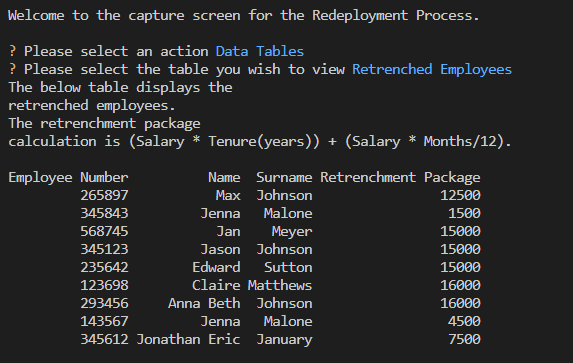 Welcome to the capture screen for the Redeployment Process.
? Please select an action Data Tables
? Please select the table you wish to view Retrenched Employees
The below table displays the
retrenched employees.
The retrenchment package
calculation is (Salary * Tenure(years)) + (Salary * Months/12).
Employee Number Name Surname Retrenchment Package
265897 Max Johnson 12500
345843 Jenna Malone 1500
568745 Jan Meyer 15000
345123 Jason Johnson 15000
235642 Edward Sutton 15000
123698 Claire Matthews 16000
293456 Anna Beth Johnson 16000
143567 Jenna Malone 4500
345612 Jonathan Eric January 7500